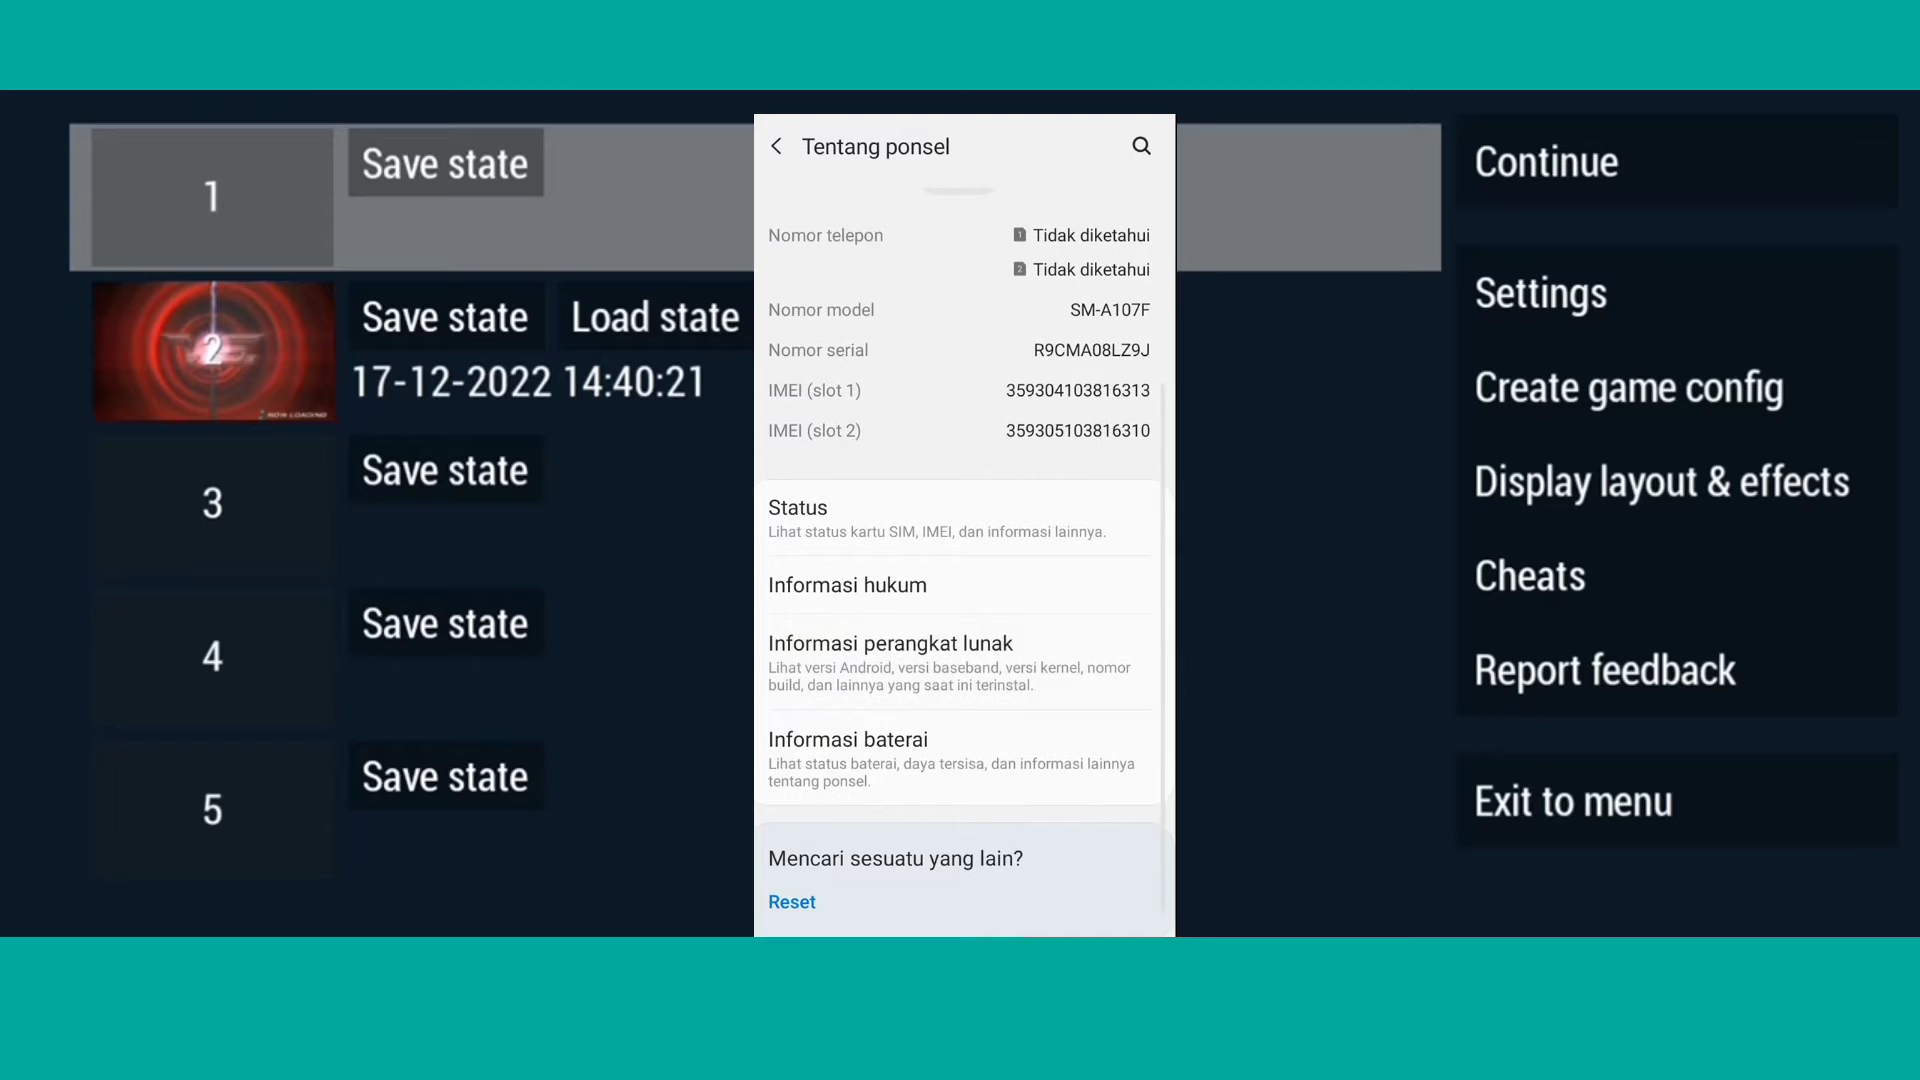 1
Save state
2
NOW LOADING
Save state
Load state
17-12-2022 14:40:21
3
Save state
4
Save state
5
Save state
Tentang ponsel
Nomor telepon
1 Tidak diketahui
2 Tidak diketahui
Nomor model
SM-A107F
Nomor serial
R9CMA08LZ9J
IMEI (slot 1)
359304103816313
IMEI (slot 2)
359305103816310
Status
Lihat status kartu SIM, IMEI, dan informasi lainnya.
Informasi hukum
Informasi perangkat lunak
Lihat versi Android, versi baseband, versi kernel, nomor
build, dan lainnya yang saat ini terinstal.
Informasi baterai
Lihat status baterai, daya tersisa, dan informasi lainnya
tentang ponsel.
Mencari sesuatu yang lain?
Reset
Continue
Settings
Create game config
Display layout & effects
Cheats
Report feedback
Exit to menu